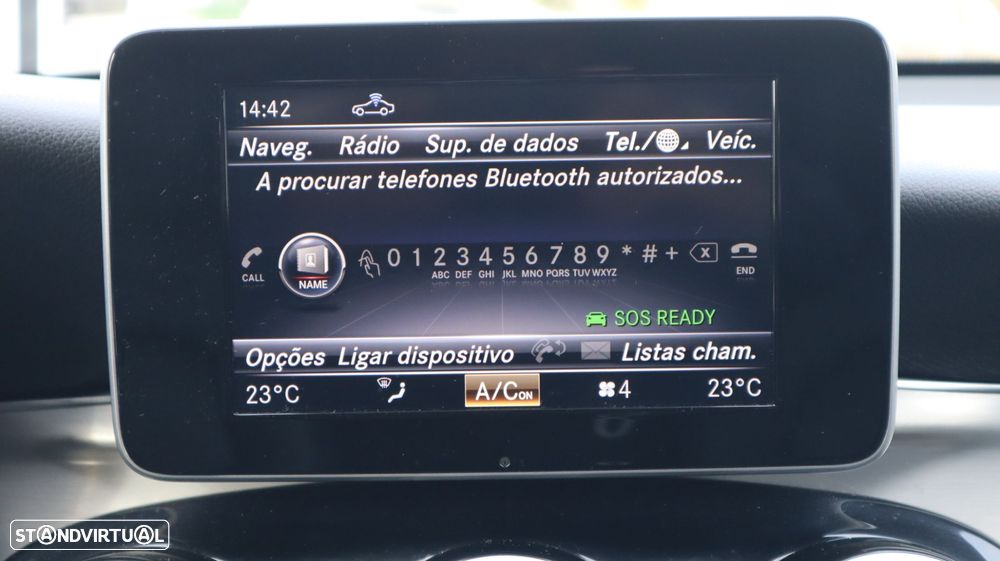 14:42
Naveg. Rádio Sup. de dados Tel./ Veíc.
A procurar telefones Bluetooth autorizados...
CALL NAME 0 1 2 3 4 5 6 7 8 9 * # + X END
ABC DEF GHI JKL MNO PQRS TUV WXYZ
SOS READY
Opções Ligar dispositivo Listas cham.
23°C A/C ON 4 23°C
STANDVIRTUAL